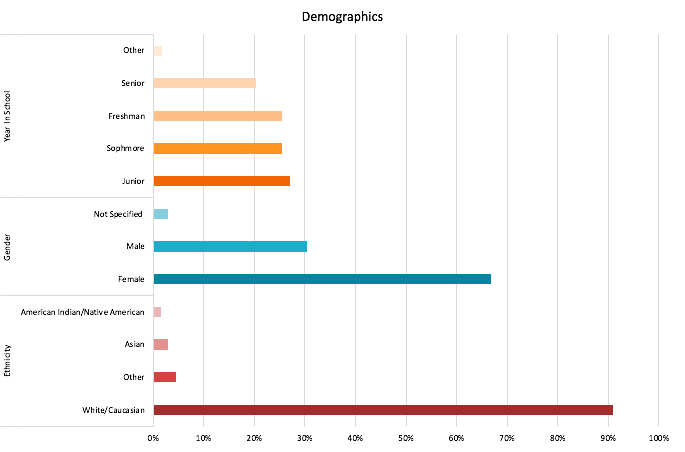 Demographics
Year In School
Other
Senior
Freshman
Sophmore
Junior
Gender
Not Specified
Male
Female
Ethnicity
American Indian/Native American
Asian
Other
White/Caucasian
0% 10% 20% 30% 40% 50% 60% 70% 80% 90% 100%